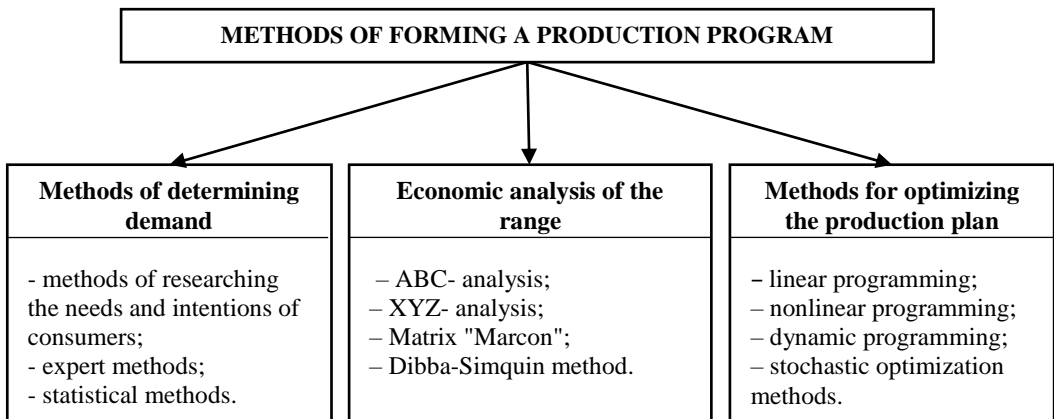 METHODS OF FORMING A PRODUCTION PROGRAM
Methods of determining
demand
- methods of researching
the needs and intentions of
consumers;
- expert methods;
- statistical methods.
Economic analysis of the
range
– ABC- analysis;
– XYZ- analysis;
– Matrix "Marcon";
– Dibba-Simquin method.
Methods for optimizing
the production plan
– linear programming;
– nonlinear programming;
– dynamic programming;
– stochastic optimization
methods.